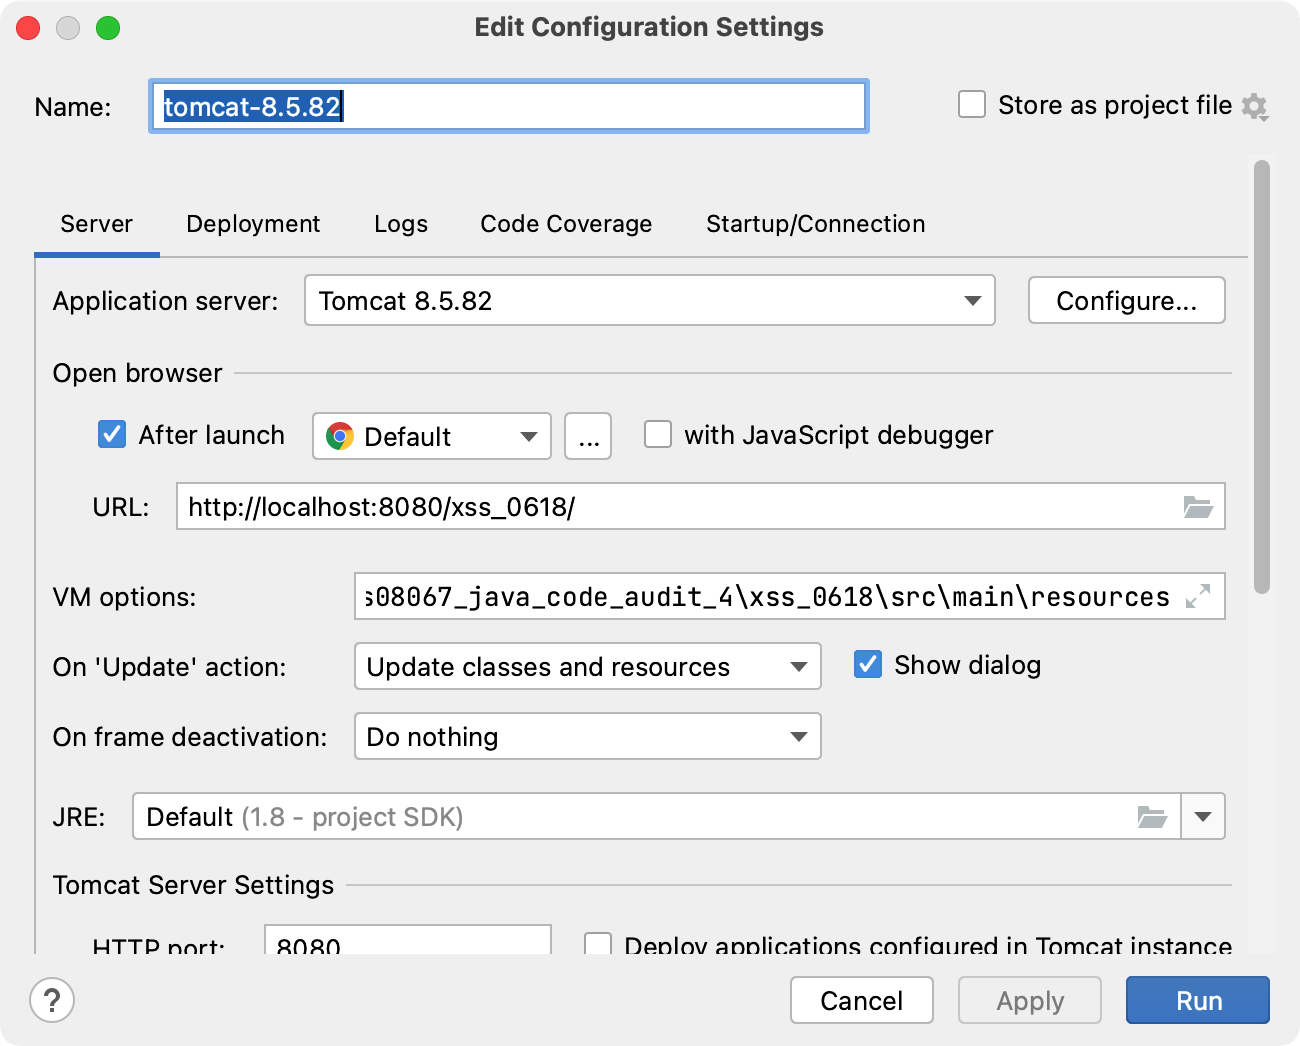 Edit Configuration Settings
Name: tomcat-8.5.82 Store as project file
Server Deployment Logs Code Coverage Startup/Connection
Application server: Tomcat 8.5.82 Configure...
Open browser
After launch Default ... with JavaScript debugger
URL: http://localhost:8080/xss_0618/
VM options: s08067_java_code_audit_4\xss_0618\src\main\resources
On 'Update' action: Update classes and resources Show dialog
On frame deactivation: Do nothing
JRE: Default (1.8 - project SDK)
Tomcat Server Settings
HTTP port: 8080 Deploy applications configured in Tomcat instance
? Cancel Apply Run